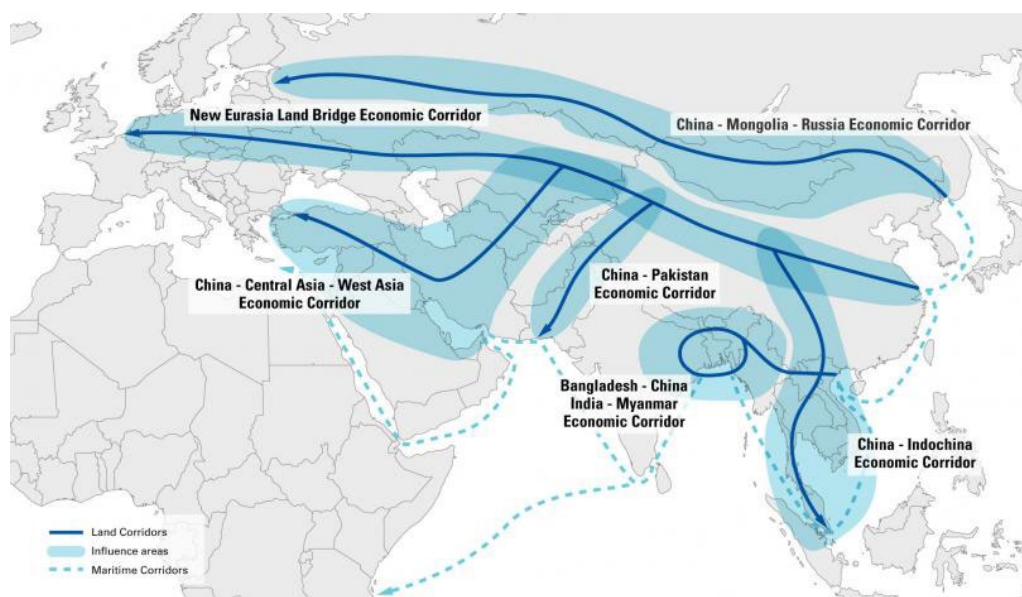 New Eurasia Land Bridge Economic Corridor
China - Mongolia - Russia Economic Corridor
China - Central Asia - West Asia
Economic Corridor
China - Pakistan
Economic Corridor
Bangladesh - China
India - Myanmar
Economic Corridor
China - Indochina
Economic Corridor
Land Corridors
Influence areas
Maritime Corridors